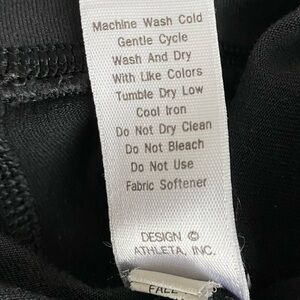 Machine Wash Cold
Gentle Cycle
Wash And Dry
With Like Colors
Tumble Dry Low
Cool Iron
Do Not Dry Clean
Do Not Bleach
Do Not Use
Fabric Softener
DESIGN ©
ATHLETA, INC.